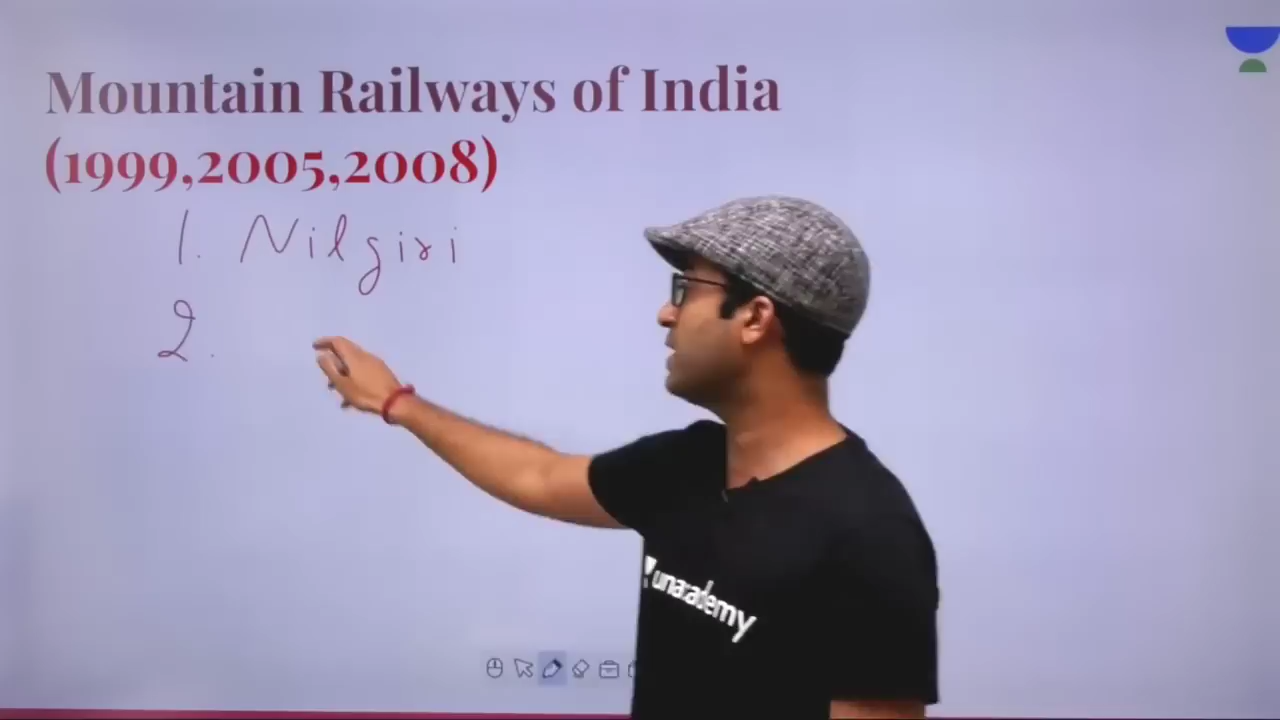 Mountain Railways of India
(1999,2005,2008)
1. Nilgiri
2.
unacademy